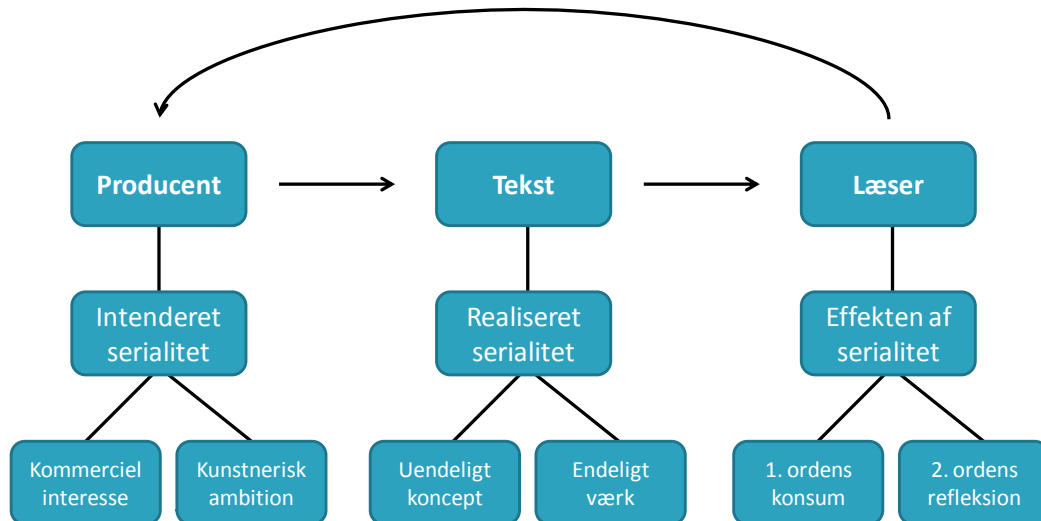 Producent
Tekst
Læser
Intenderet
serialitet
Realiseret
serialitet
Effekten af
serialitet
Kommerciel
interesse
Kunstnerisk
ambition
Uendeligt
koncept
Endeligt
værk
1. ordens
konsum
2. ordens
refleksion